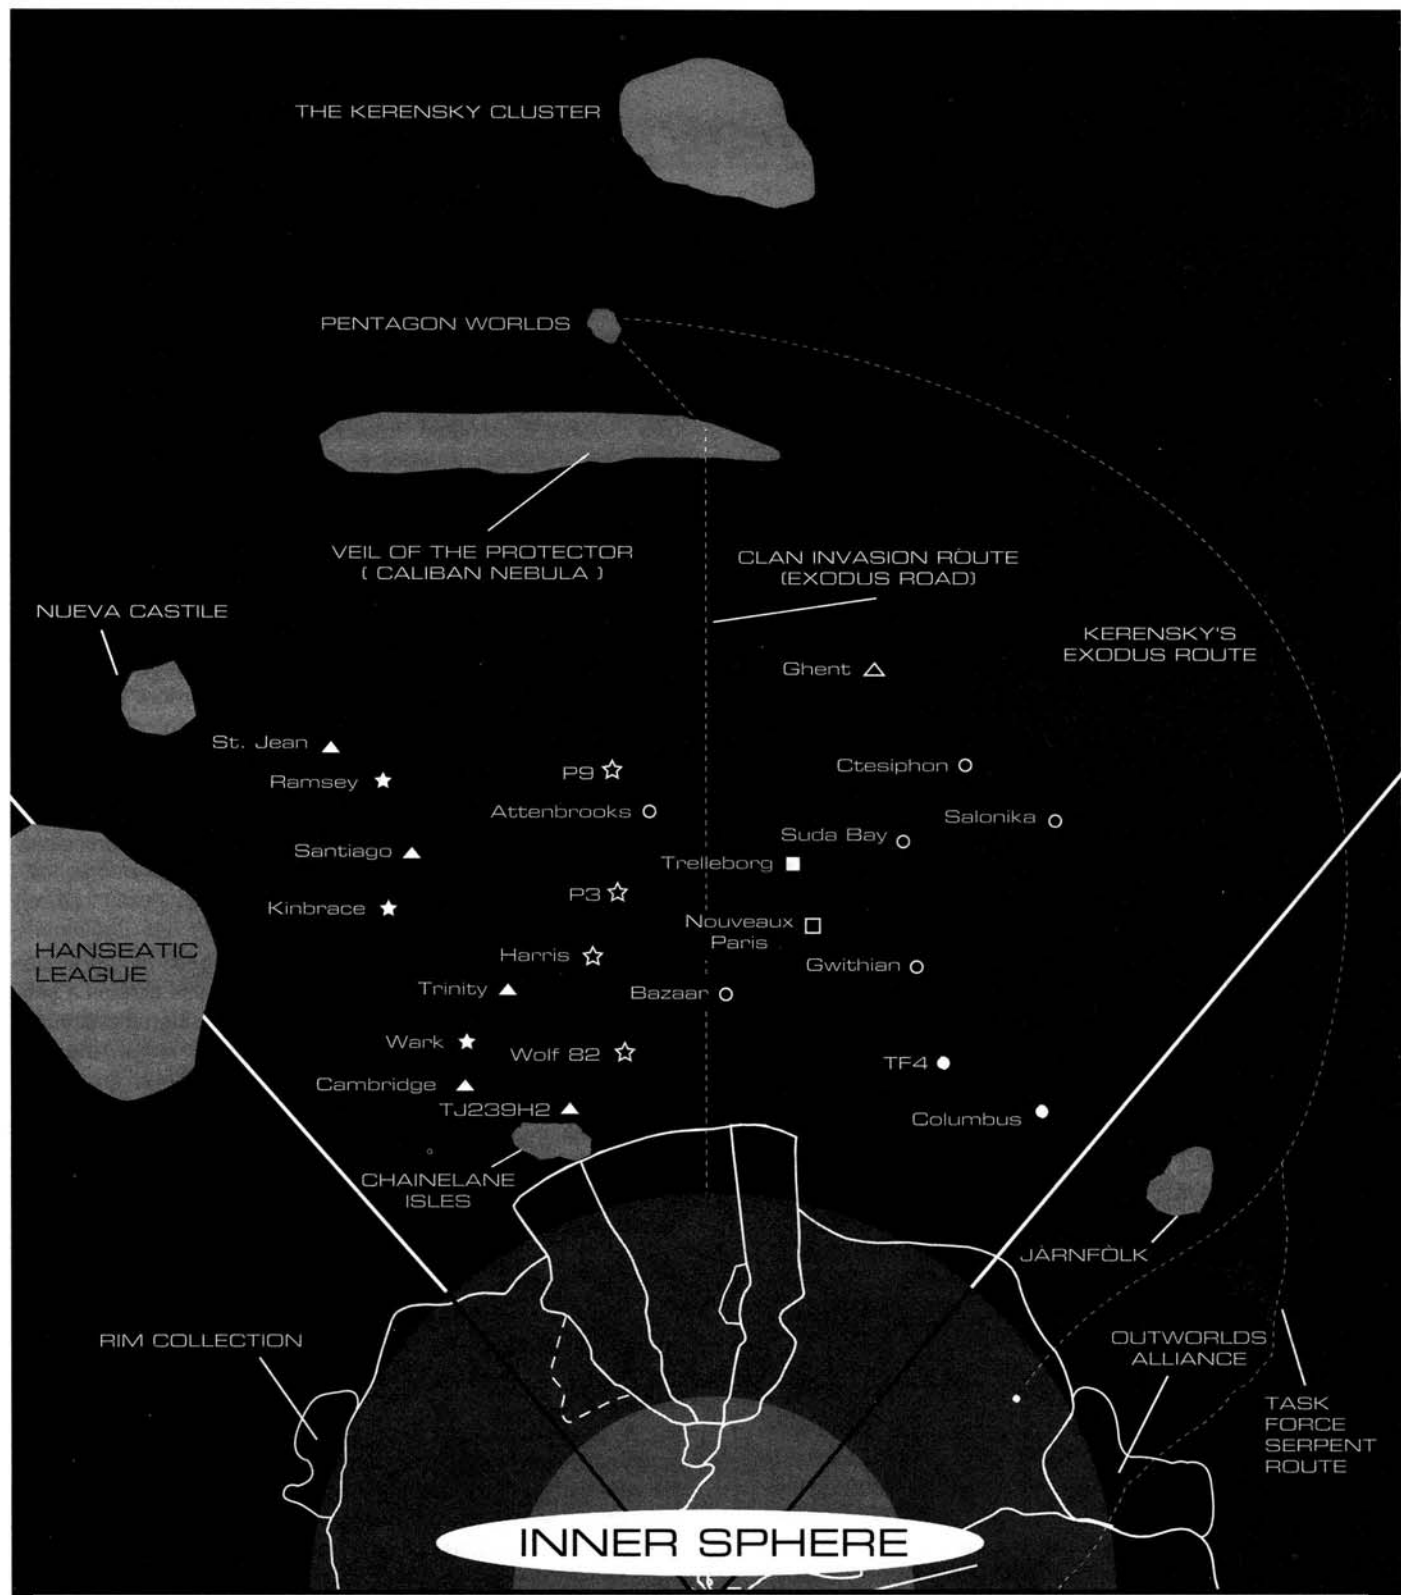 THE KERENSKY CLUSTER
PENTAGON WORLDS
VEIL OF THE PROTECTOR
( CALIBAN NEBULA )
CLAN INVASION RÒUTE
(EXODUS ROAD)
NUEVA CASTILE
KERENSKY'S
EXODUS ROUTE
Ghent
St. Jean
Ramsey
P9
Ctesiphon
Attenbrooks
Salonika
Suda Bay
Santiago
Trelleborg
P3
Kinbrace
Nouveaux
Paris
HANSEATIC
LEAGUE
Harris
Gwithian
Trinity
Bazaar
Wark
Wolf 82
TF4
Cambridge
TJ239H2
Columbus
CHAINELANE
ISLES
JÀRNFÒLK
RIM COLLECTION
OUTWORLDS
ALLIANCE
TASK
FORCE
SERPENT
ROUTE
INNER SPHERE